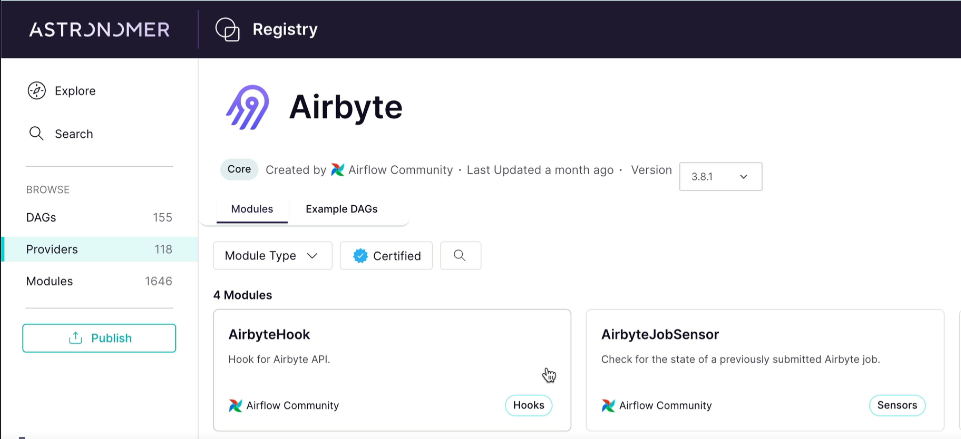 ASTRONOMER
Registry
Explore
Search
BROWSE
DAGs 155
Providers 118
Modules 1646
Publish
Airbyte
Core Created by Airflow Community · Last Updated a month ago · Version 3.8.1
Modules Example DAGs
Module Type Certified
4 Modules
AirbyteHook
Hook for Airbyte API.
Airflow Community Hooks
AirbyteJobSensor
Check for the state of a previously submitted Airbyte job.
Airflow Community Sensors